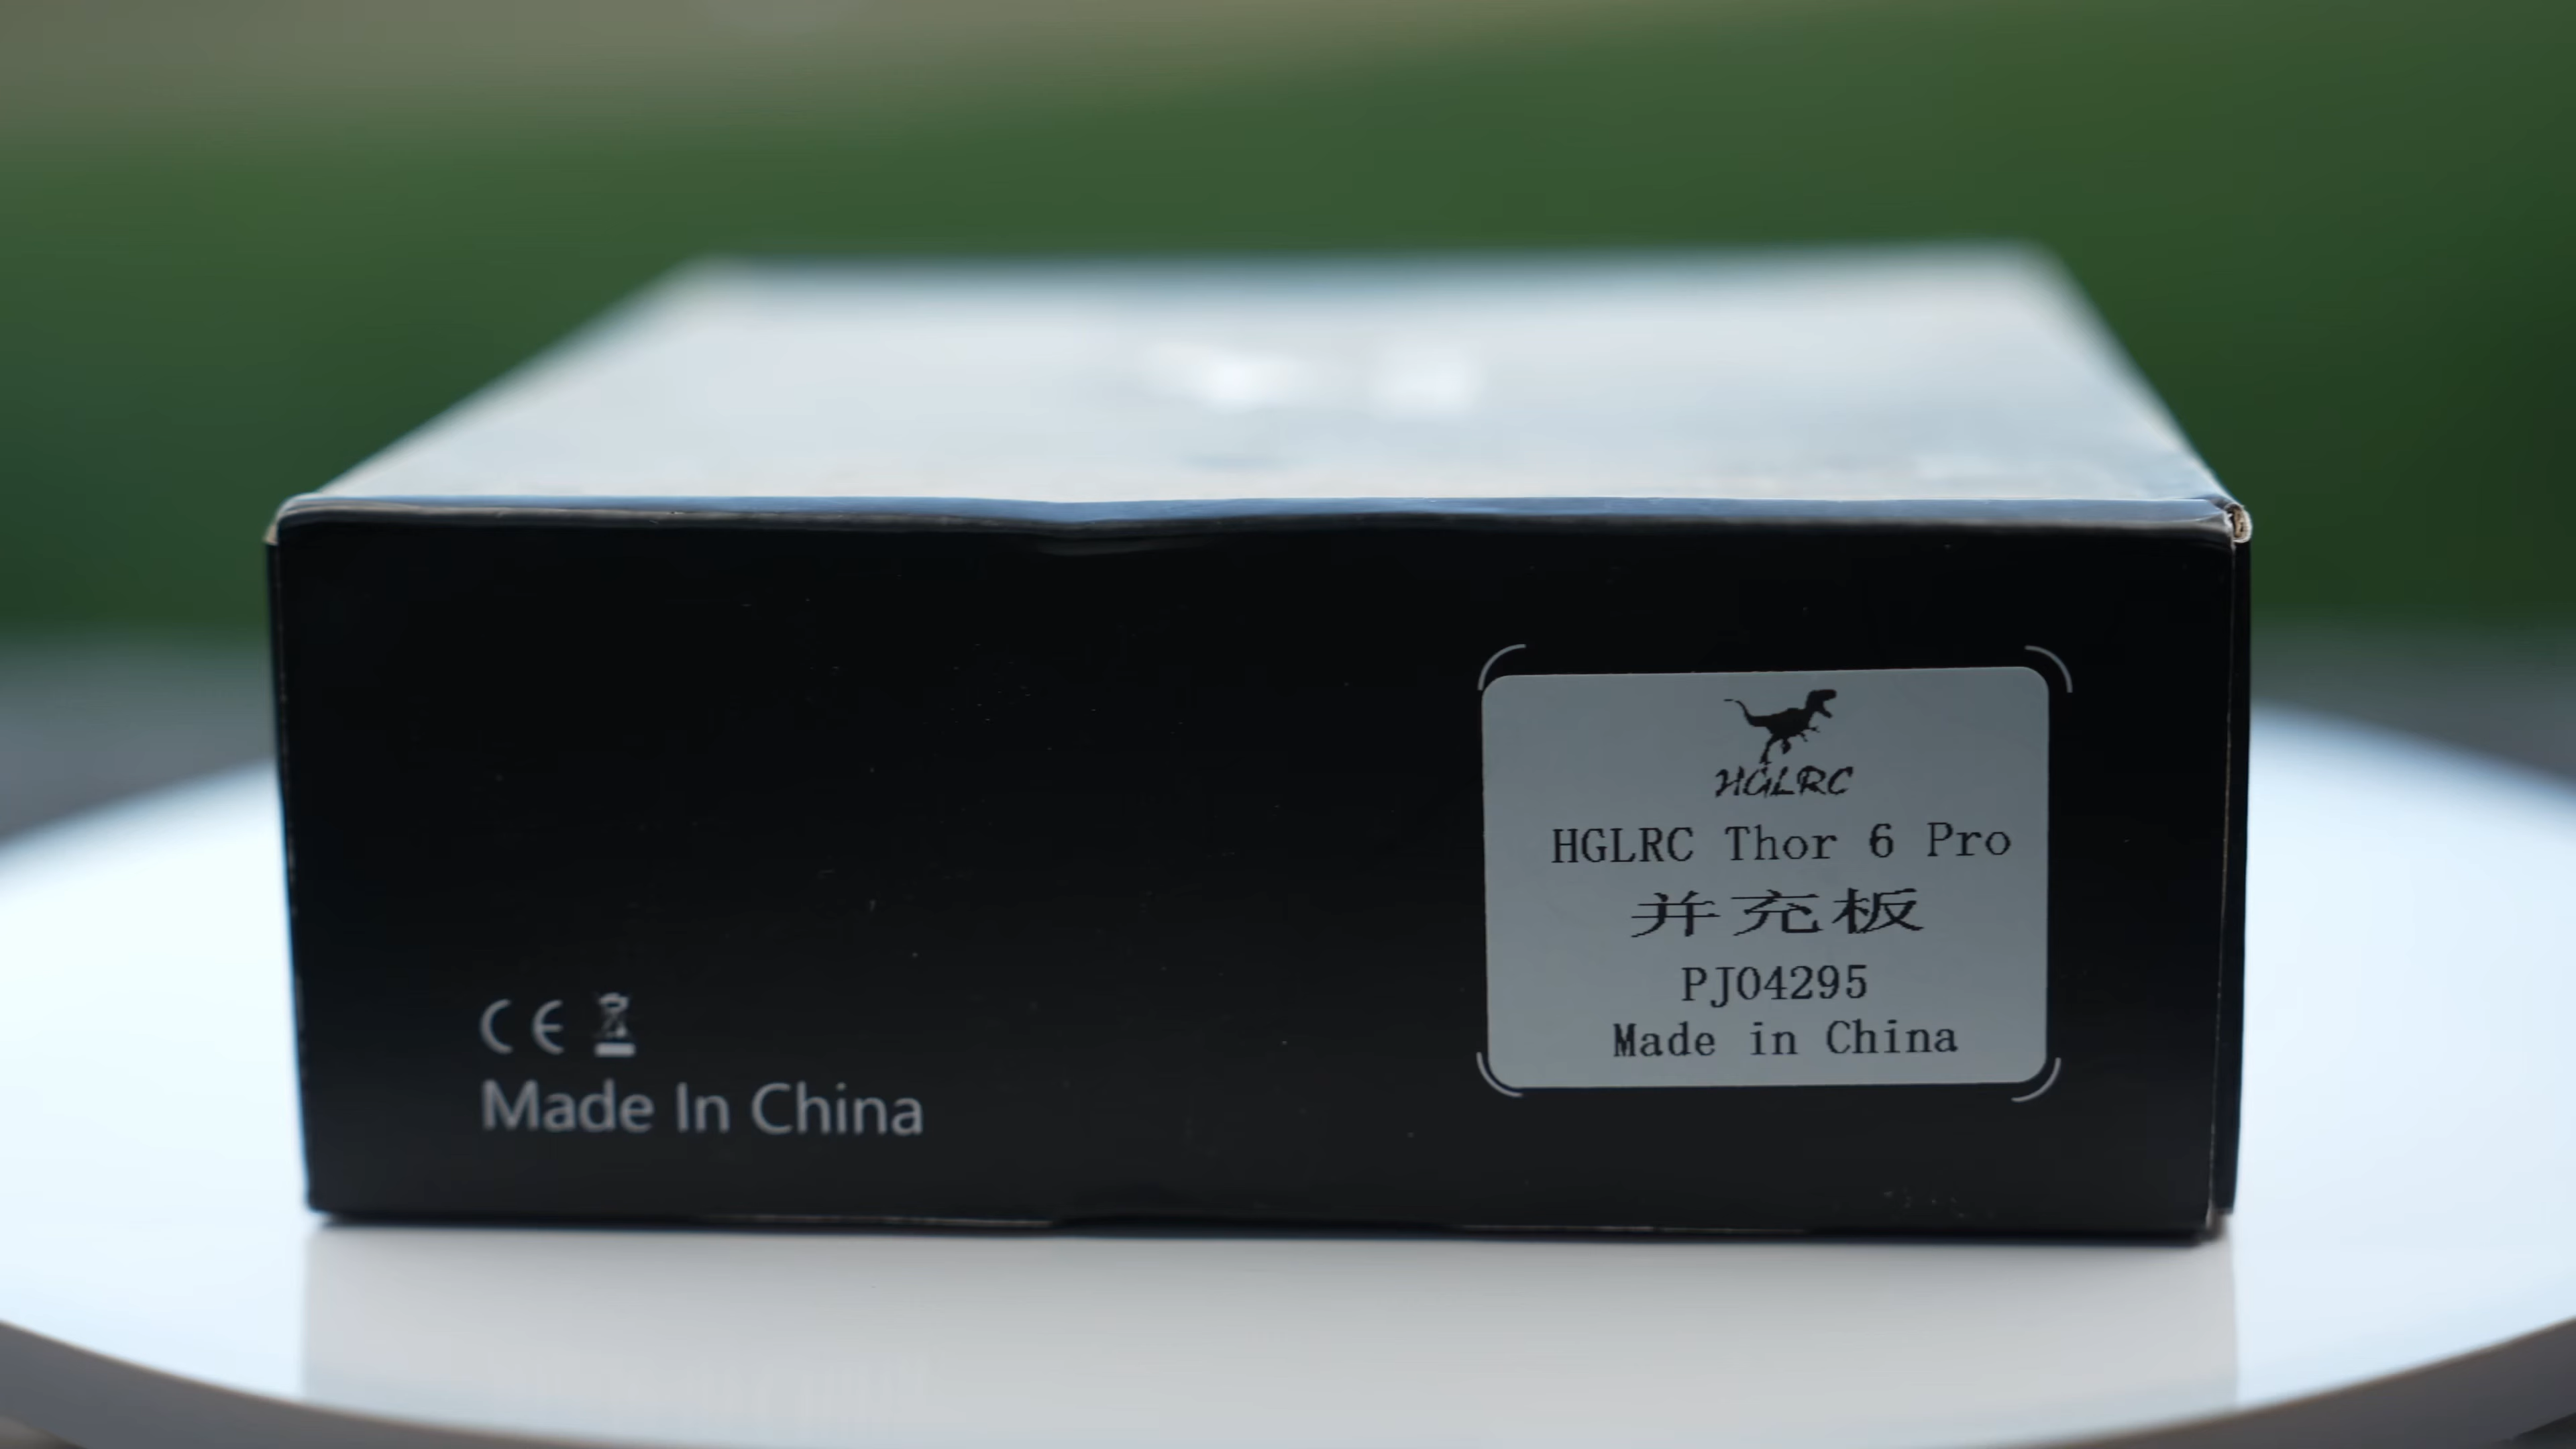 HGLRC
HGLRC Thor 6 Pro
并充板
PJ04295
Made in China
CE
Made In China